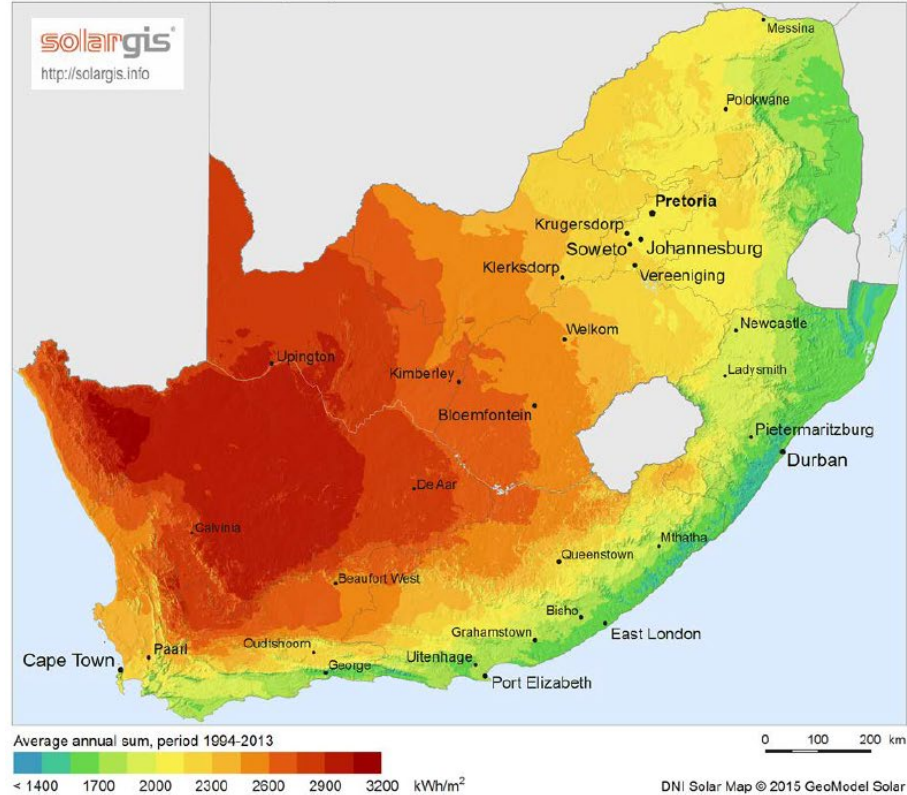 solargis
http://solargis.info
Messina
Polokwane
Pretoria
Krugersdorp
Soweto
Johannesburg
Klerksdorp
Vereeniging
Welkom
Newcastle
Upington
Kimberley
Ladysmith
Bloemfontein
Pietermaritzburg
Durban
De Aar
Calvinia
Mthatha
Queenstown
Beaufort West
Bisho
Grahamstown
East London
Oudtshoorn
Paarl
Cape Town
George
Uitenhage
Port Elizabeth
Average annual sum, period 1994-2013
< 1400 1700 2000 2300 2600 2900 3200 kWh/m²
0 100 200 km
DNI Solar Map © 2015 GeoModel Solar